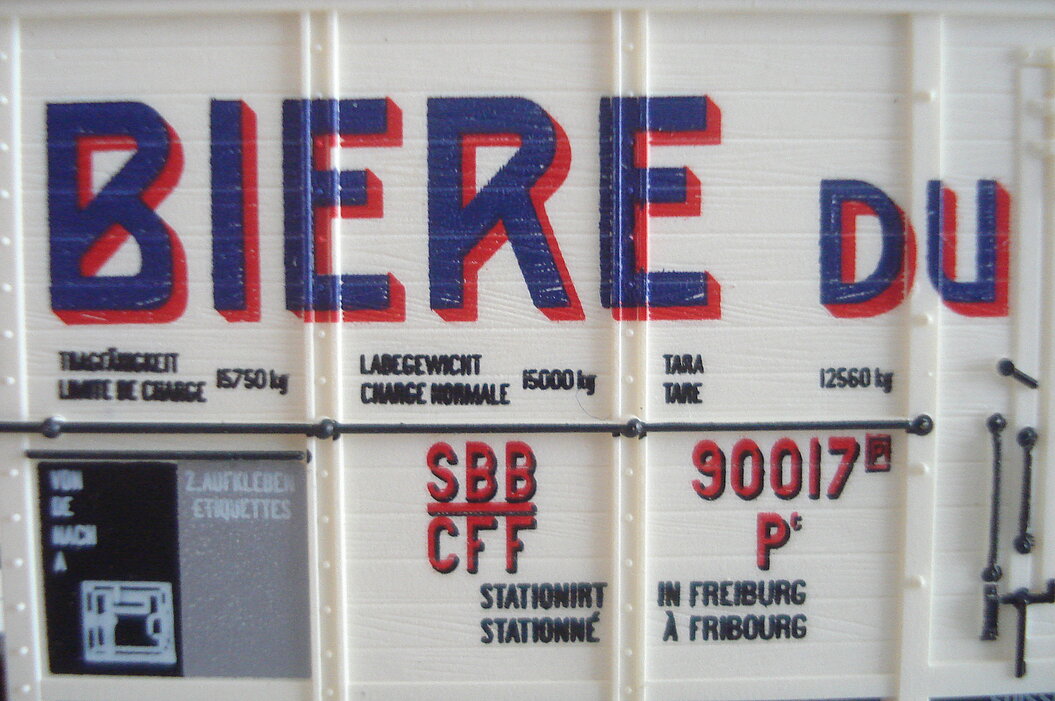 BIERE DU
TRAGFÄHIGKEIT
LIMITE DE CHARGE 15750 kg
LADEGEWICHT
CHARGE NORMALE 15000 kg
TARA
TARE 12560 kg
VON
DE
NACH
A
Z.AUFKLEBEN
ETIQUETTES
SBB
CFF
90017 P
Pc
STATIONIRT IN FREIBURG
STATIONNÉ À FRIBOURG